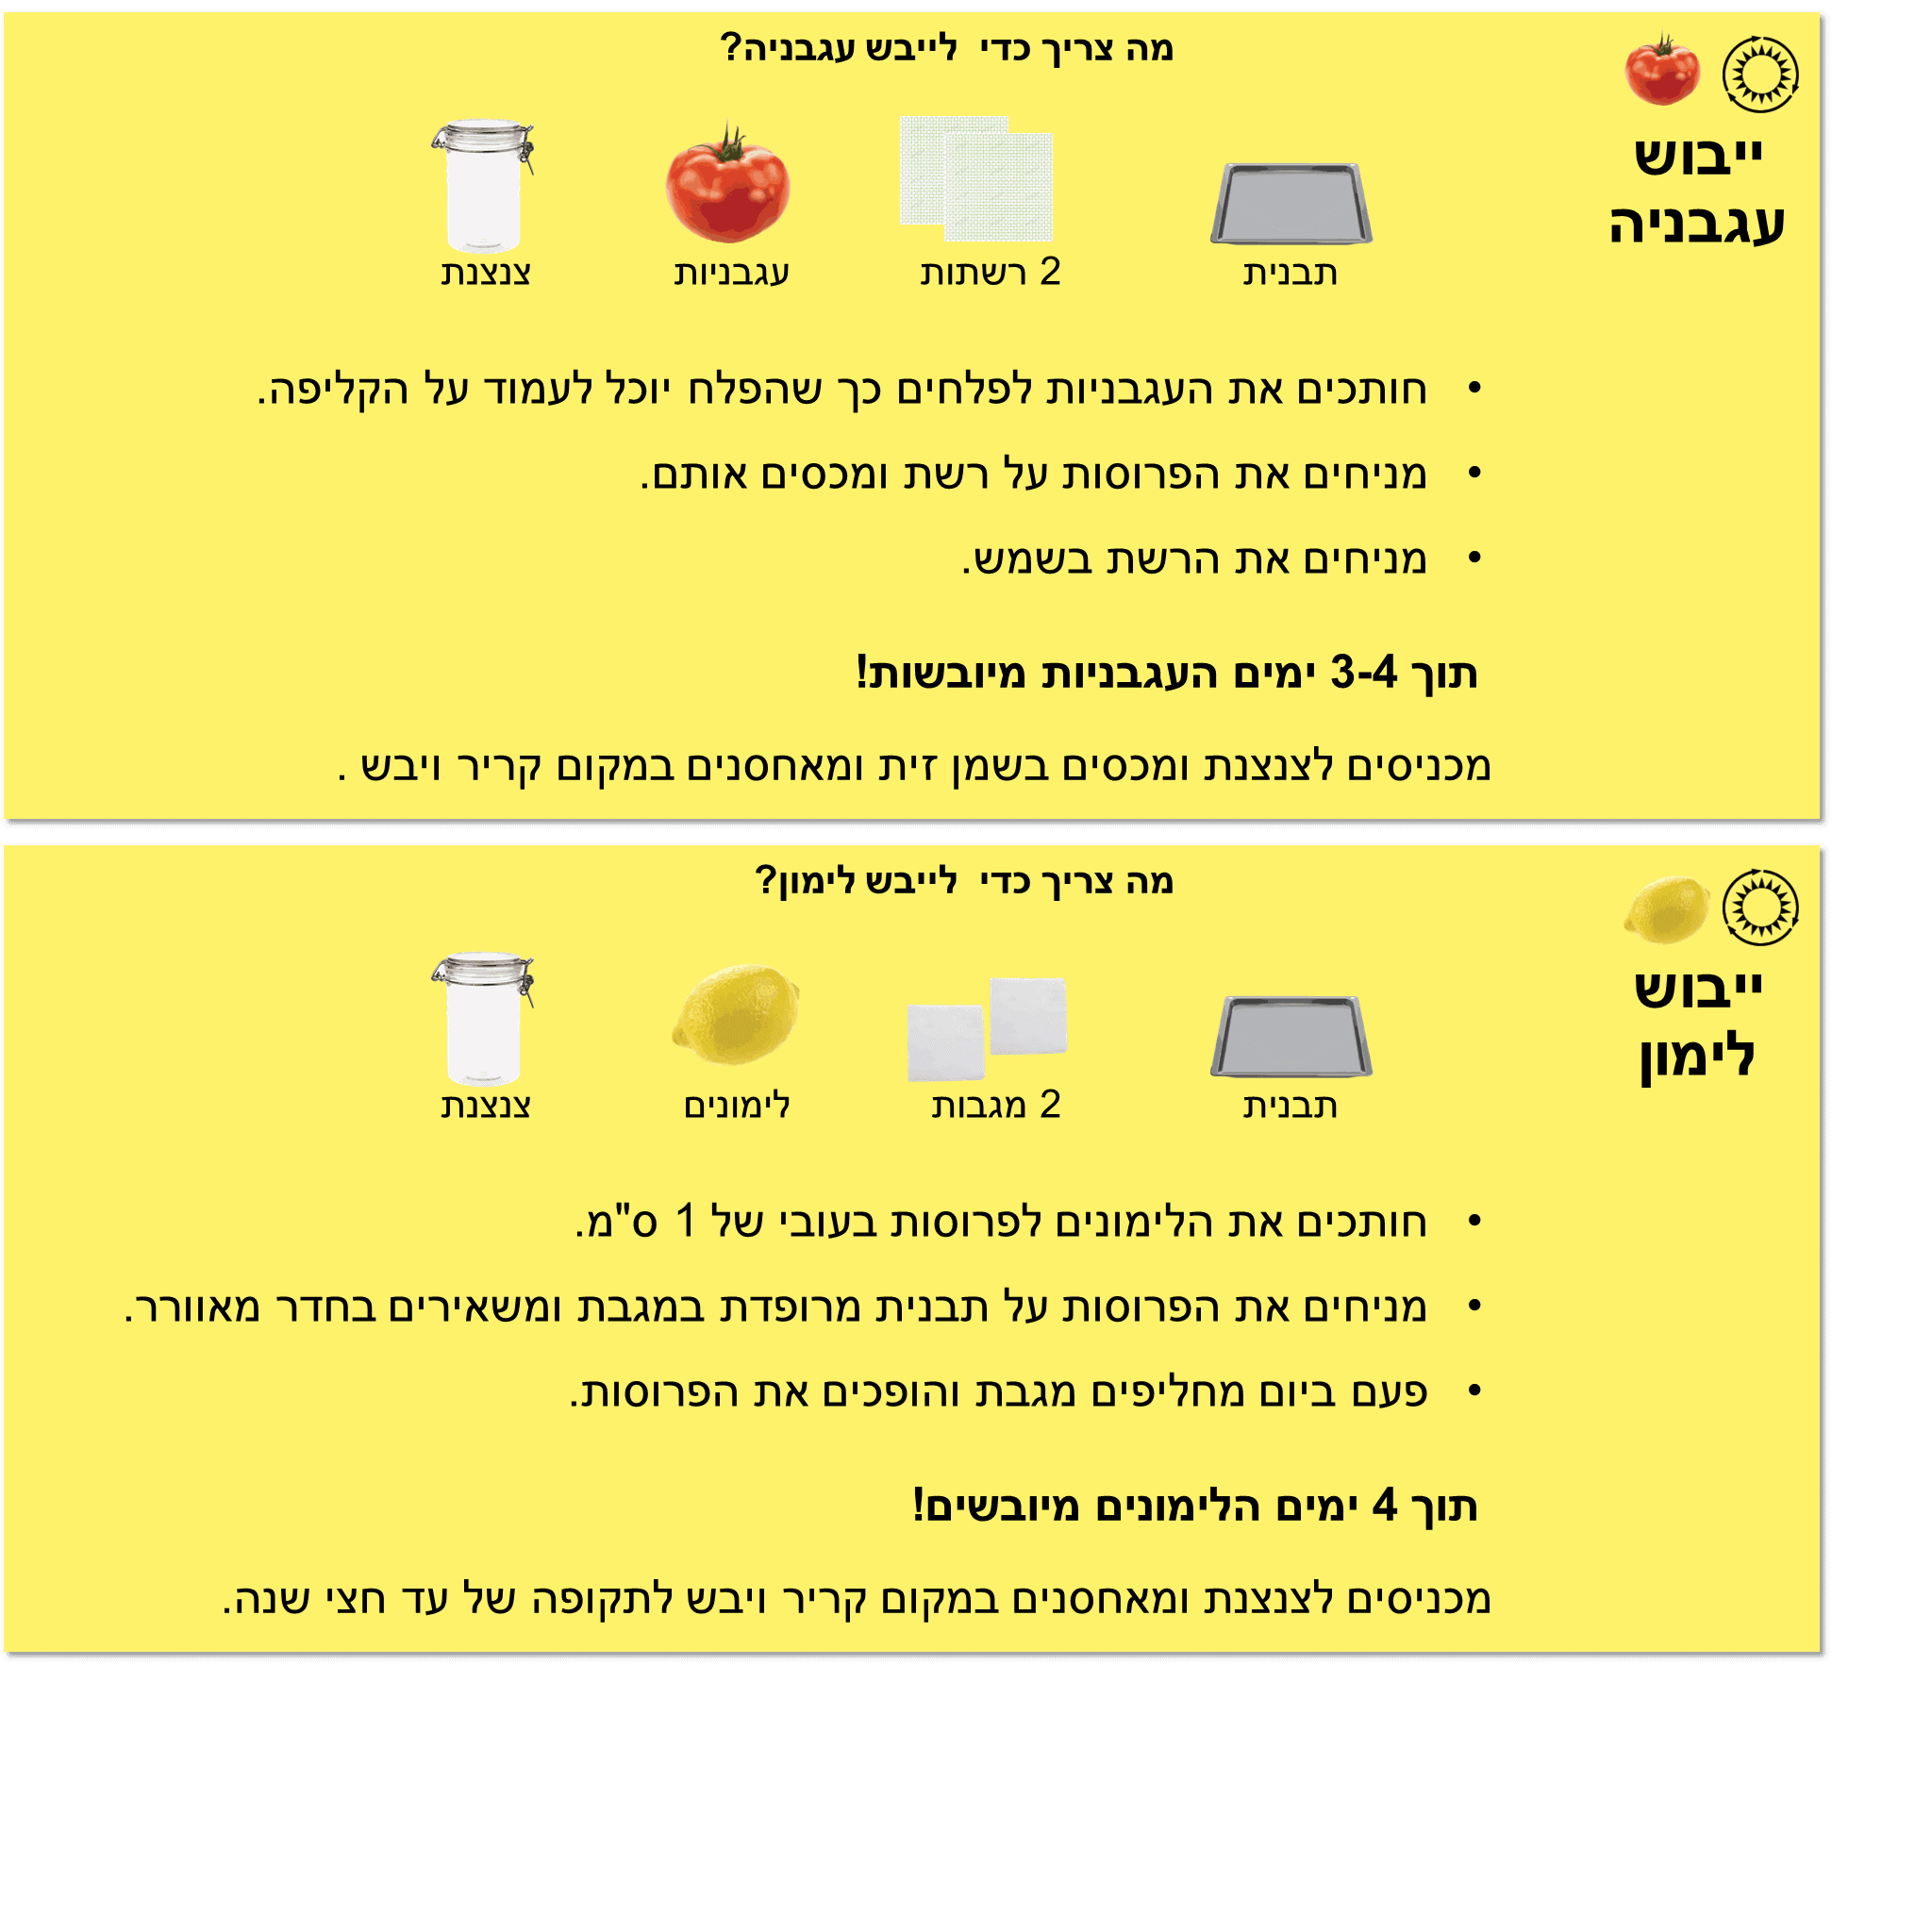 מה צריך כדי  לייבש עגבניה?
ייבוש
עגבניה
תבנית
2 רשתות
עגבניות
צנצנת
• חותכים את העגבניות לפלחים כך שהפלח יוכל לעמוד על הקליפה.
• מניחים את הפרוסות על רשת ומכסים אותם.
• מניחים את הרשת בשמש.
תוך 3-4 ימים העגבניות מיובשות!
מכניסים לצנצנת ומכסים בשמן זית ומאחסנים במקום קריר ויבש .
מה צריך כדי  לייבש לימון?
ייבוש
לימון
תבנית
2 מגבות
לימונים
צנצנת
• חותכים את הלימונים לפרוסות בעובי של 1 ס"מ.
• מניחים את הפרוסות על תבנית מרופדת במגבת ומשאירים בחדר מאוורר.
• פעם ביום מחליפים מגבת והופכים את הפרוסות.
תוך 4 ימים הלימונים מיובשים!
מכניסים לצנצנת ומאחסנים במקום קריר ויבש לתקופה של עד חצי שנה.